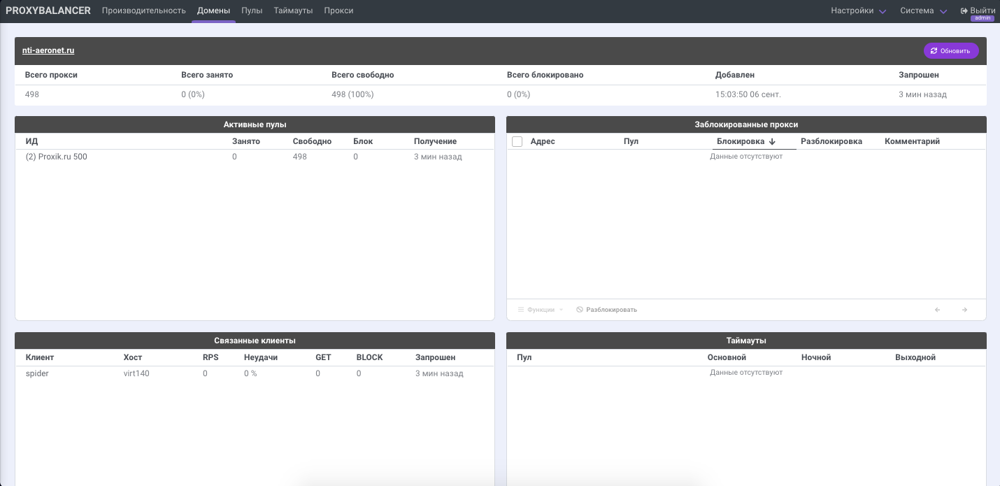 PROXYBALANCER Производительность Домены Пулы Таймауты Прокси Настройки Система Выйти
admin
nti-aeronet.ru Обновить
Всего прокси Всего занято Всего свободно Всего блокировано Добавлен Запрошен
498 0 (0%) 498 (100%) 0 (0%) 15:03:50 06 сент. 3 мин назад
Активные пулы
ИД Занято Свободно Блок Получение
(2) Proxik.ru 500 0 498 0 3 мин назад
Заблокированные прокси
Адрес Пул Блокировка Разблокировка Комментарий
Данные отсутствуют
Функции Разблокировать
Связанные клиенты
Клиент Хост RPS Неудачи GET BLOCK Запрошен
spider virt140 0 0 % 0 0 3 мин назад
Таймауты
Пул Основной Ночной Выходной
Данные отсутствуют